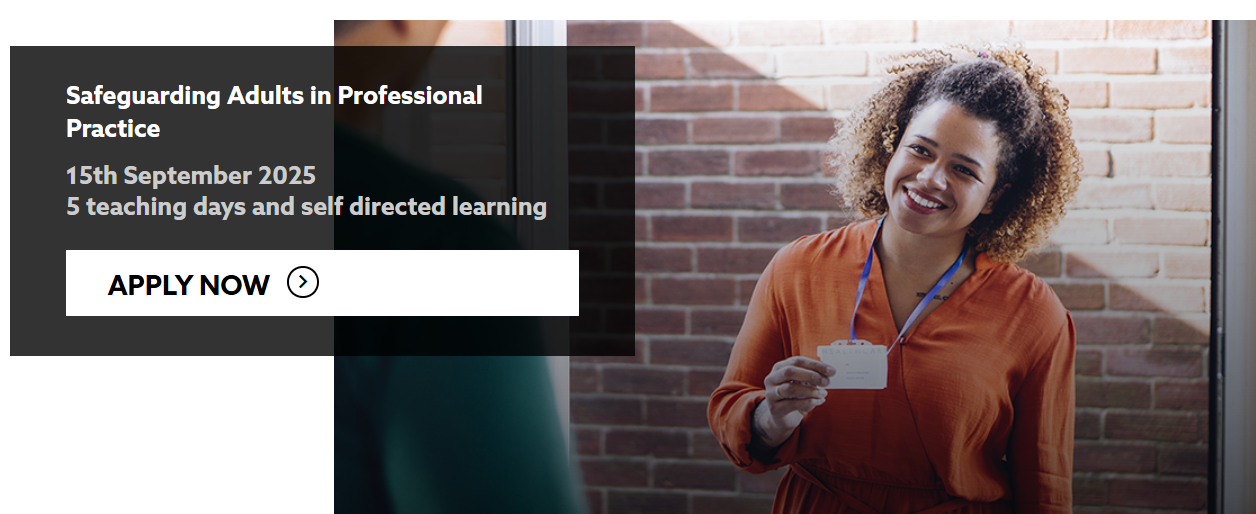 Safeguarding Adults in Professional
Practice
15th September 2025
5 teaching days and self directed learning
APPLY NOW